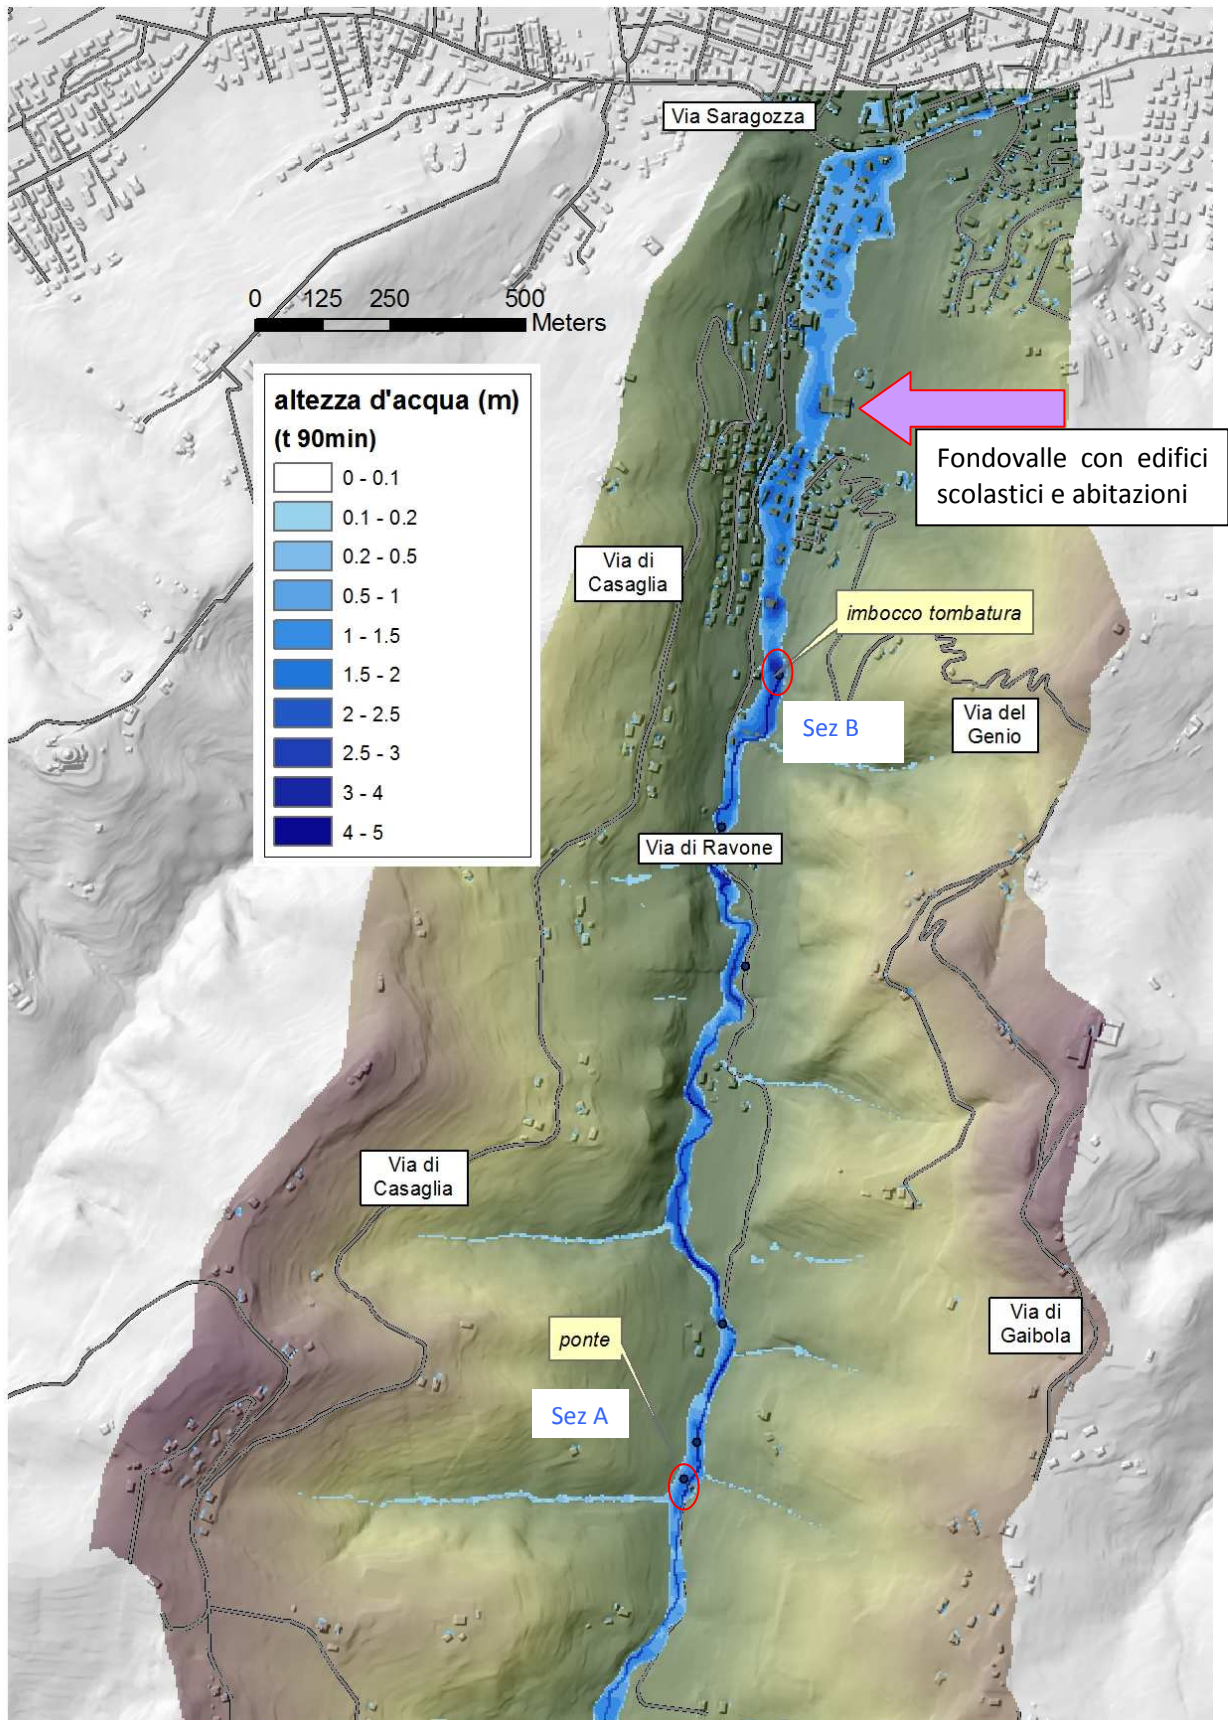 Via Saragozza
0 125 250 500
Meters
altezza d'acqua (m)
(t 90min)
0 - 0.1
0.1 - 0.2
0.2 - 0.5
0.5 - 1
1 - 1.5
1.5 - 2
2 - 2.5
2.5 - 3
3 - 4
4 - 5
Fondovalle con edifici
scolastici e abitazioni
Via di
Casaglia
imbocco tombatura
Sez B
Via del
Genio
Via di Ravone
Via di
Casaglia
Via di
Gaibola
ponte
Sez A